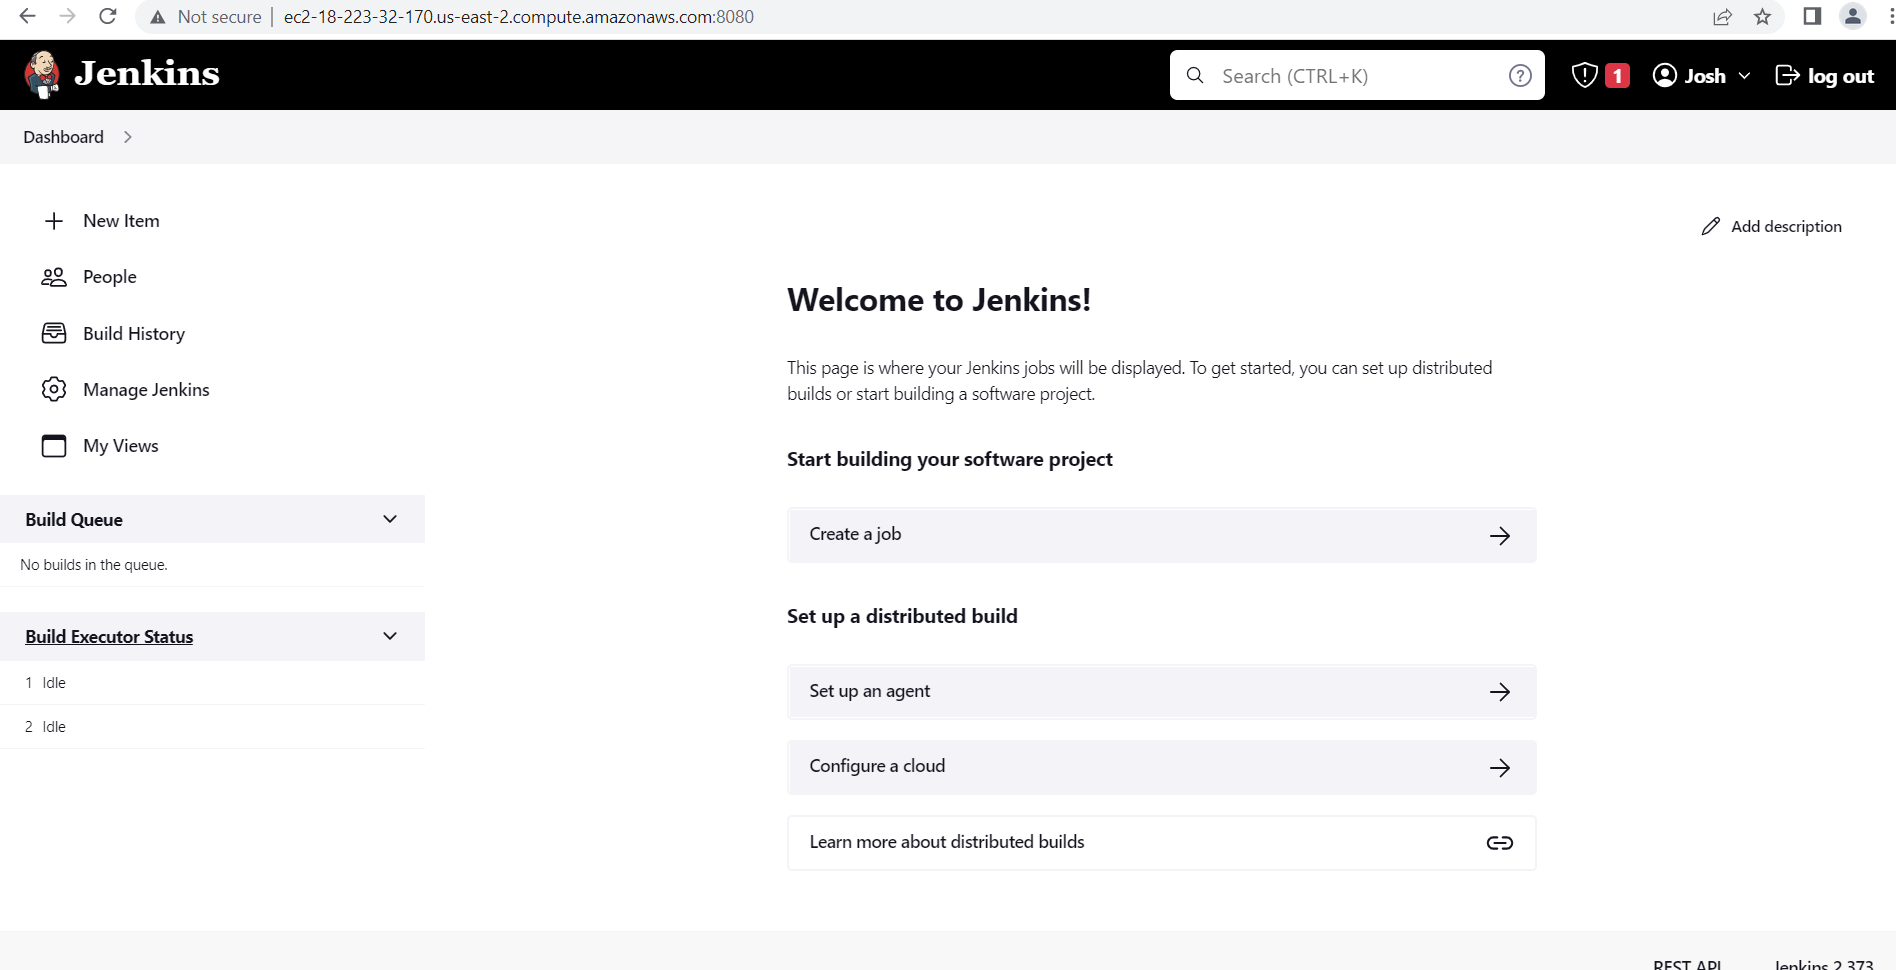 Not secure | ec2-18-223-32-170.us-east-2.compute.amazonaws.com:8080
Jenkins
Search (CTRL+K)
?
! 1
Josh
log out
Dashboard
New Item
People
Build History
Manage Jenkins
My Views
Add description
Welcome to Jenkins!
This page is where your Jenkins jobs will be displayed. To get started, you can set up distributed
builds or start building a software project.
Start building your software project
Create a job
Set up a distributed build
Set up an agent
Configure a cloud
Learn more about distributed builds
Build Queue
No builds in the queue.
Build Executor Status
1 Idle
2 Idle
REST API
Jenkins 2.373